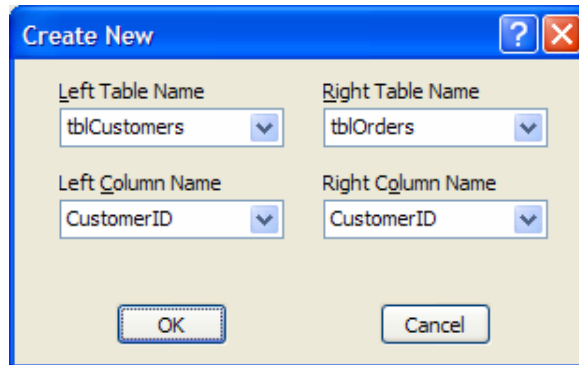 Create New
Left Table Name Right Table Name
tblCustomers tblOrders
Left Column Name Right Column Name
CustomerID CustomerID
OK Cancel